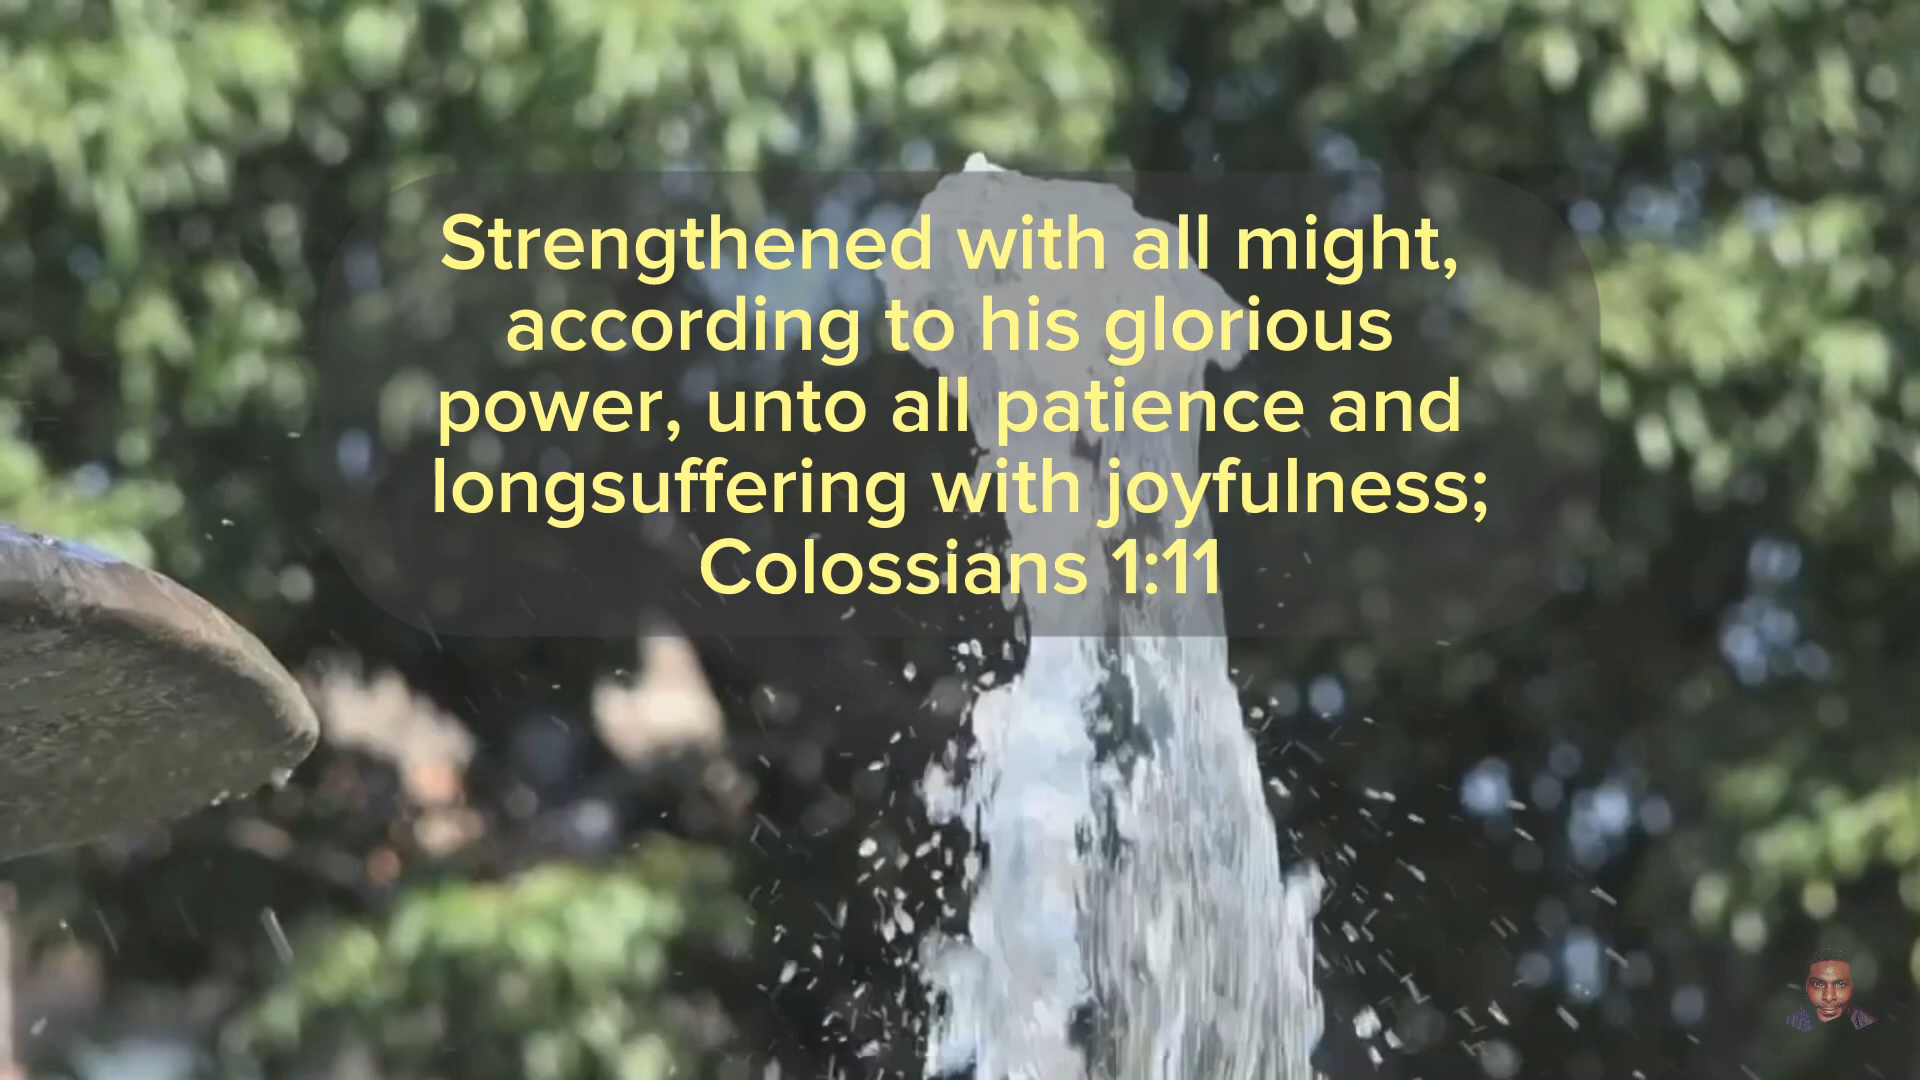 Strengthened with all might,
according to his glorious
power, unto all patience and
longsuffering with joyfulness;
Colossians 1:11